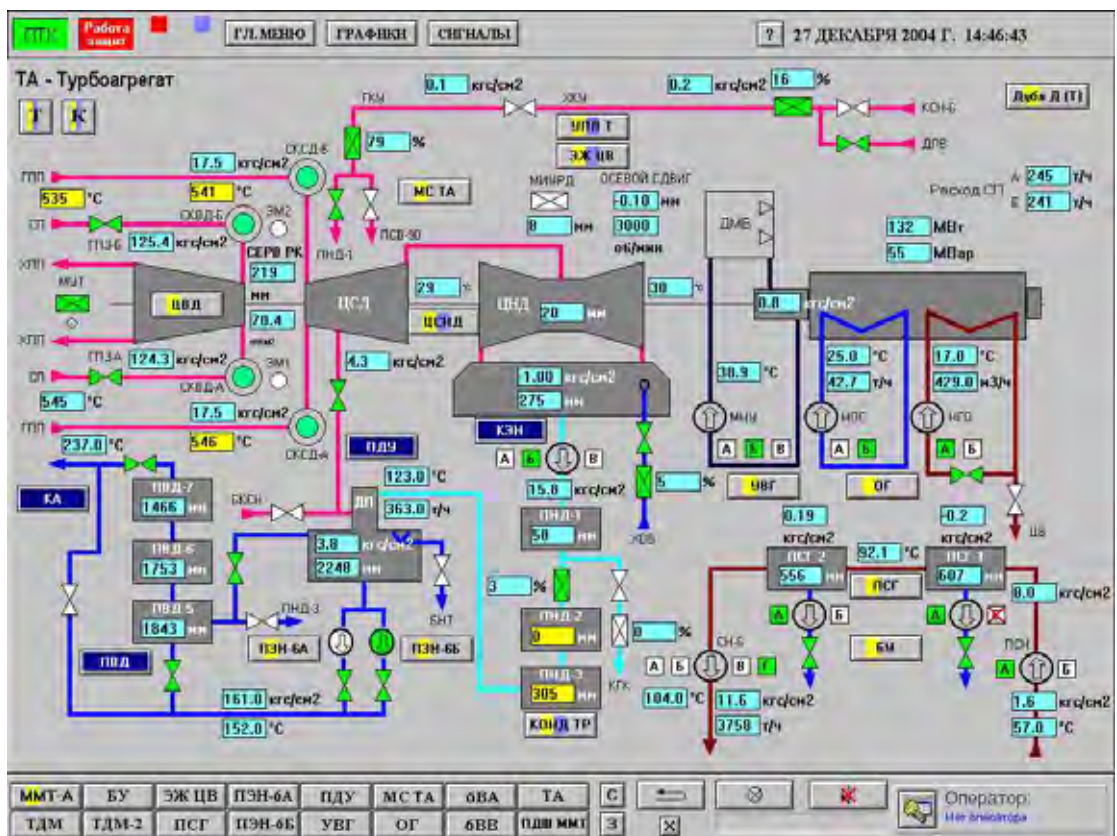 ПТК
Работа защит
ГЛ. МЕНЮ
ГРАФИКИ
СИГНАЛЫ
?
27 ДЕКАБРЯ 2004 Г. 14:46:43
ТА - Турбоагрегат
Т
К
0.1 кгс/см2
0.2 кгс/см2
16 %
ПКУ
ХКУ
КСН-Б
ДПВ
УПЛ Т
ЭЖ ЦВ
79 %
МС ТА
СКСД-Б
17.5 кгс/см2
ГПП
535 °С
541 °С
СП
СКВД-Б
ЭМ2
ГПЗ-Б
125.4 кгс/см2
СЕРВ РК
219
мм
70.4
ХПП
МУТ
ЦВД
ХПП
ГПЗ-А
124.3 кгс/см2
ЭМ1
СП
СКВД-А
545 °С
17.5 кгс/см2
ГПП
546 °С
СКСД-А
ПНД-1
ПСВ-90
ЦСД
4.3
кгс/см2
29
ЦСНД
МИЧРД
8 мм
ОСЕВОЙ СДВИГ
-0.10 мм
3000
об/мин
ЦНД
20 мм
30
1.00 кгс/см2
275 мм
ДМБ
Расход СП
А 245 т/ч
Б 241 т/ч
132 МВт
55 МВар
0.8 кгс/см2
38.9 °С
25.0 °С
42.7 т/ч
17.0 °С
429.0 м3/ч
МНУ
НОС
НГО
А Б В
А Б
А Б
УВГ
ОГ
ЦВ
КЭН
А Б В
15.8
кгс/см2
5 %
237.0 °С
КА
ПВД-7
1466 мм
ПВД-6
1753 мм
ПВД-5
1843 мм
ПВД
БКСН
ПДУ
123.0 °С
363.0
т/ч
ДП
3.8 кгс/см2
2248 мм
ПНД-3
БНТ
ПЭН-6А
ПЭН-6Б
161.0 кгс/см2
152.0 °С
ПНД-1
50 мм
3 %
ПНД-2
0 мм
0 %
ПНД-3
305 мм
КГК
КОНД ТР
0.19
кгс/см2
-0.2
кгс/см2
ПСГ-2
556 мм
92.1 °С
ПСГ-1
607 мм
ПСГ
8.0
кгс/см2
А Б
А
БУ
СН-Б
А Б В Г
104.0 °С
11.6 кгс/см2
3758 т/ч
ПСН
А Б
1.6 кгс/см2
57.0 °С
ММТ-А
БУ
ЭЖ ЦВ
ПЭН-6А
ПДУ
МС ТА
6ВА
ТА
С
ТДМ
ТДМ-2
ПСГ
ПЭН-6Б
УВГ
ОГ
6ВВ
ПДШ ММТ
З
Оператор:
Нет оператора